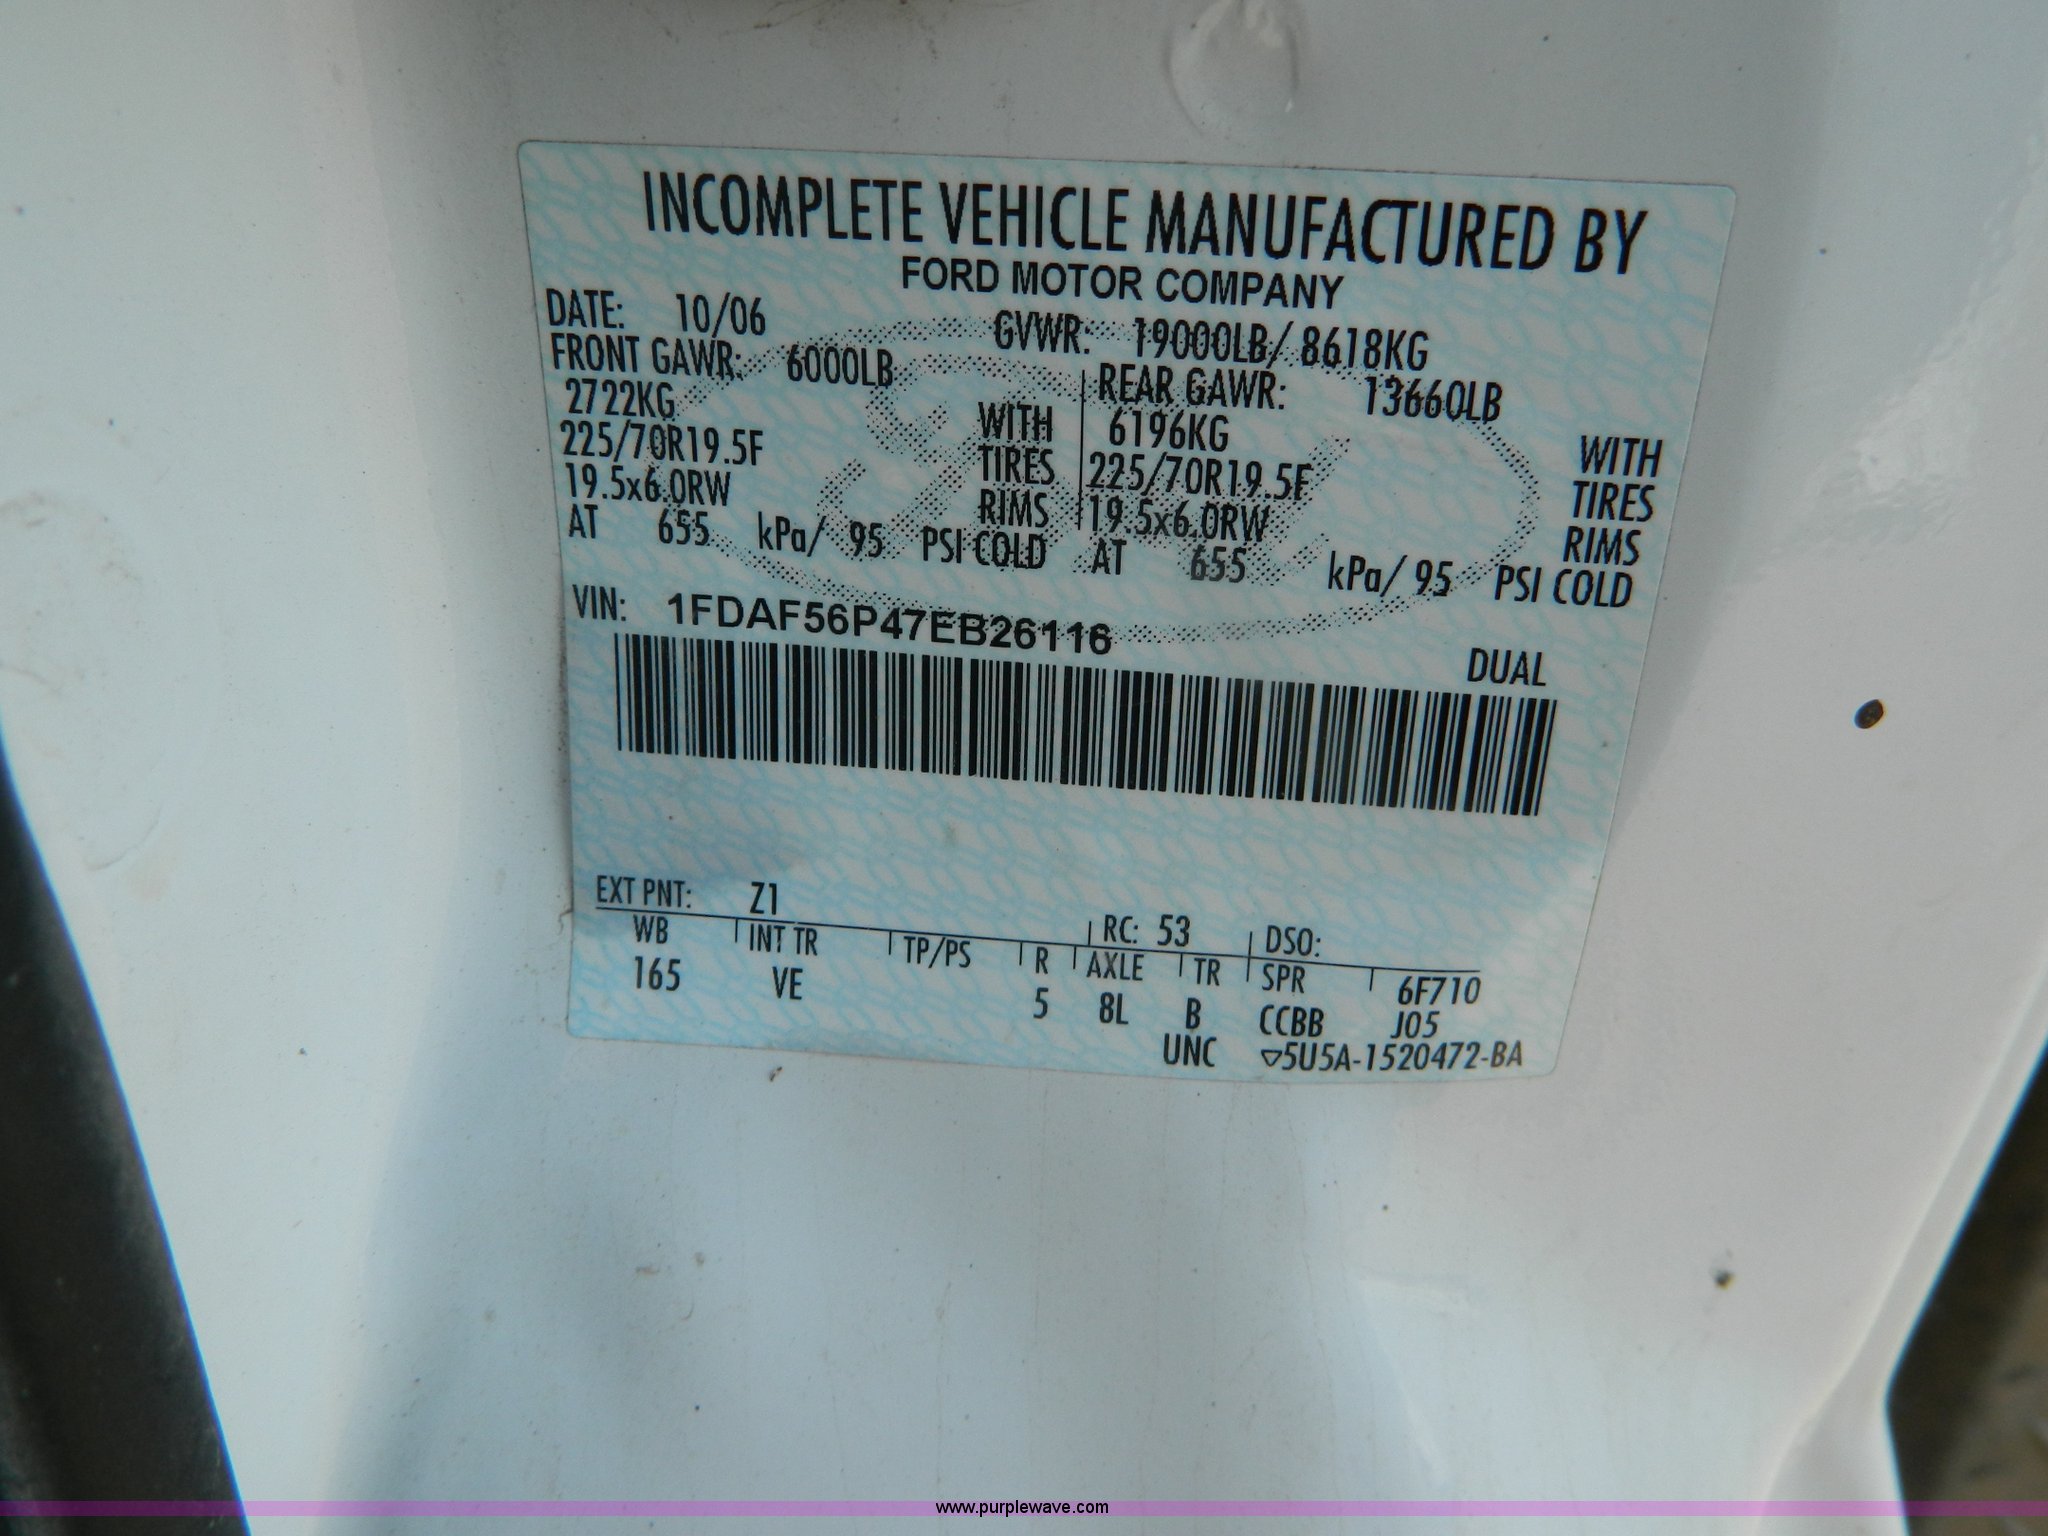 INCOMPLETE VEHICLE MANUFACTURED BY
FORD MOTOR COMPANY
DATE: 10/06 GVWR: 19000LB/ 8618KG
FRONT GAWR: 6000LB REAR GAWR: 13660LB
2722KG WITH 6196KG WITH
225/70R19.5F TIRES 225/70R19.5F TIRES
19.5x6.0RW RIMS 19.5x6.0RW RIMS
AT 655 kPa/ 95 PSI COLD AT 655 kPa/ 95 PSI COLD
VIN: 1FDAF56P47EB26116
DUAL
EXT PNT: Z1 RC: 53 DSO:
WB INT TR TP/PS R AXLE TR SPR 6F710
165 VE 5 8L B CCBB J05
UNC ▽5U5A-1520472-BA
www.purplewave.com